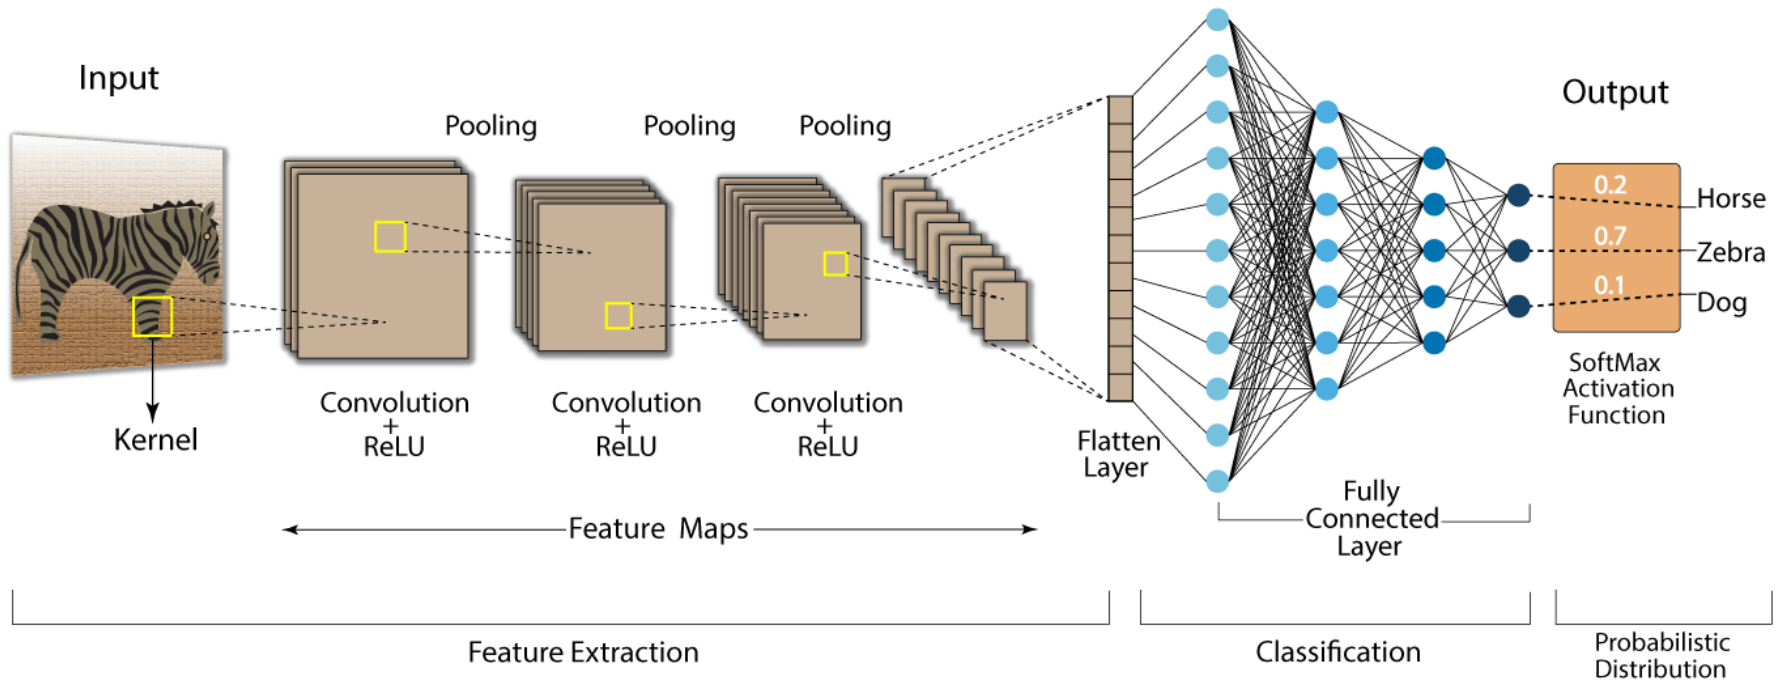 Input
Kernel
Pooling
Pooling
Pooling
Convolution
+
ReLU
Convolution
+
ReLU
Convolution
+
ReLU
Feature Maps
Flatten
Layer
Fully
Connected
Layer
Output
0.2
Horse
0.7
Zebra
0.1
Dog
SoftMax
Activation
Function
Feature Extraction
Classification
Probabilistic
Distribution